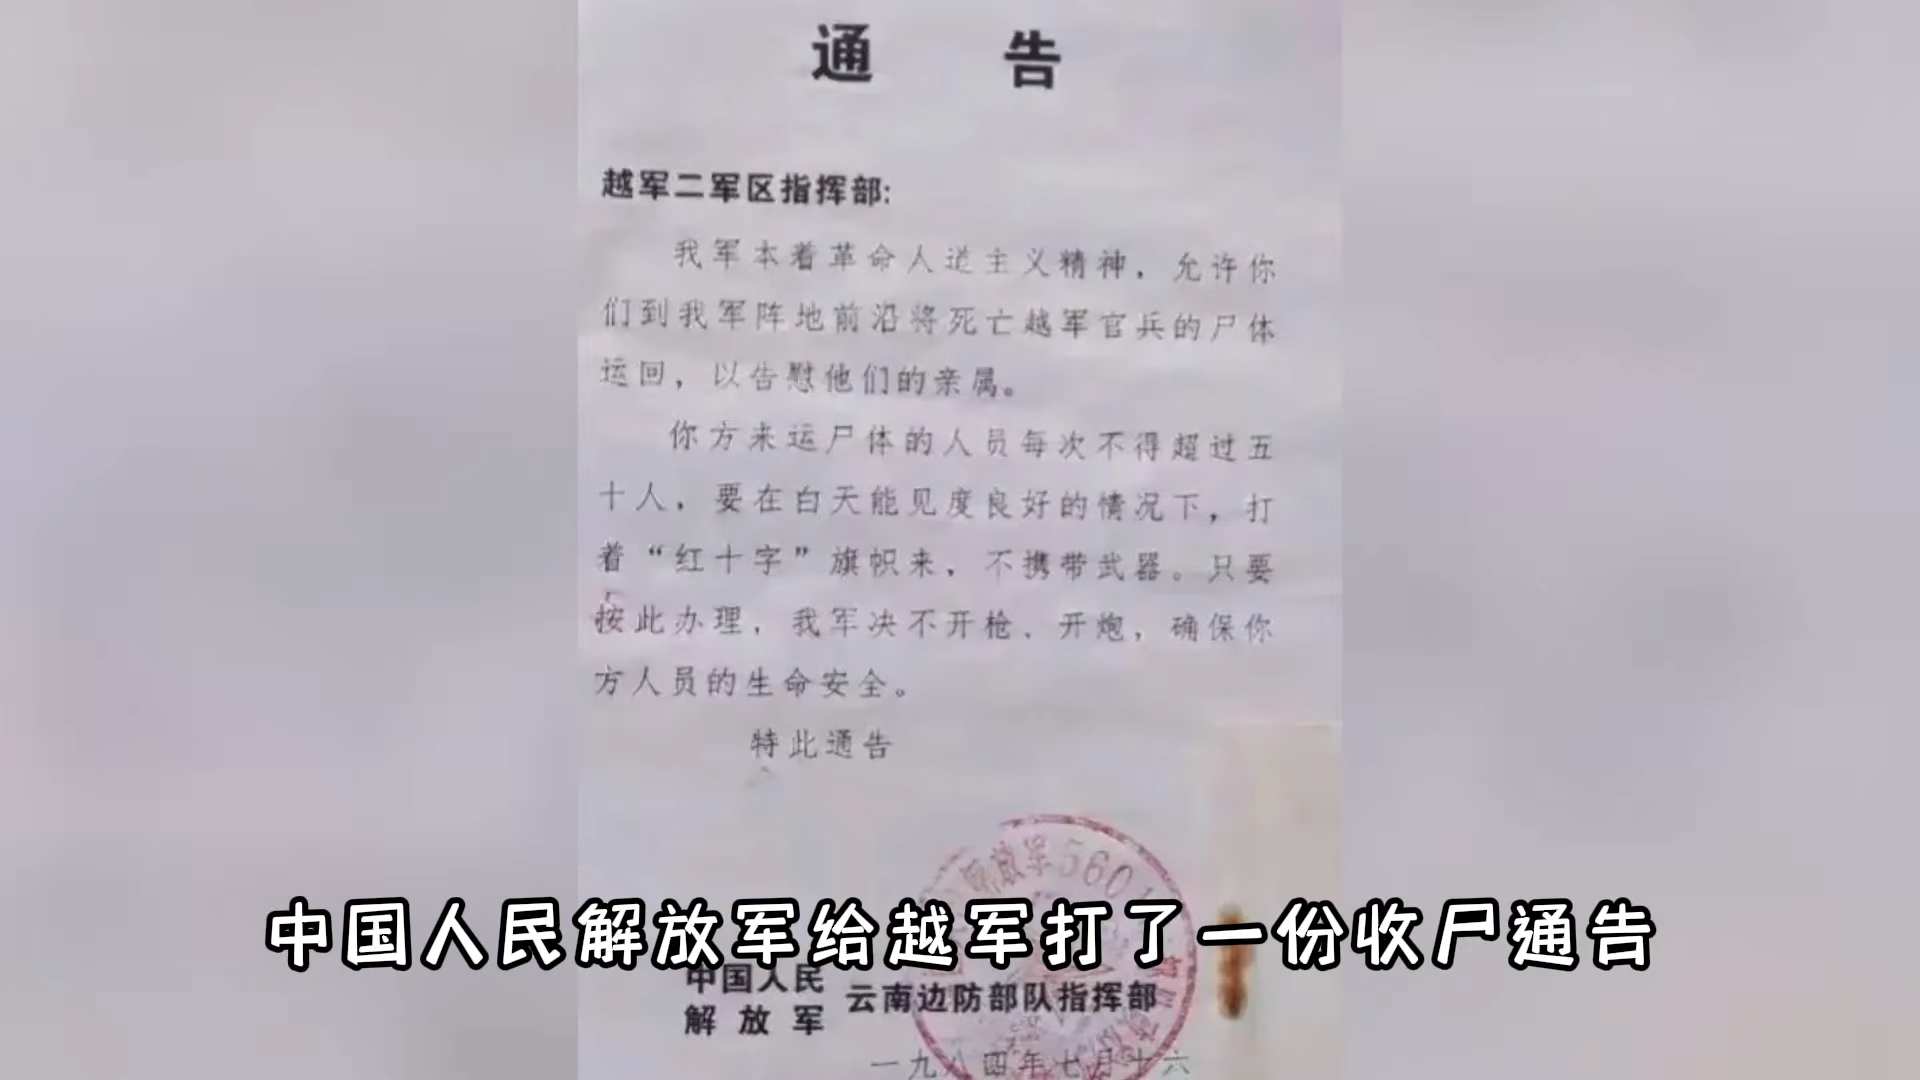 通 告
越军二军区指挥部:
我军本着革命人道主义精神，允许你
们到我军阵地前沿将死亡越军官兵的尸体
运回，以告慰他们的亲属。
你方来运尸体的人员每次不得超过五
十人，要在白天能见度良好的情况下，打
着“红十字”旗帜来，不携带武器。只要
按此办理，我军决不开枪、开炮，确保你
方人员的生命安全。
特此通告
放军560
中国人民解放军给越军打了一份收尸通告
中国人民
解放军 云南边防部队指挥部
一九八四年七月十六